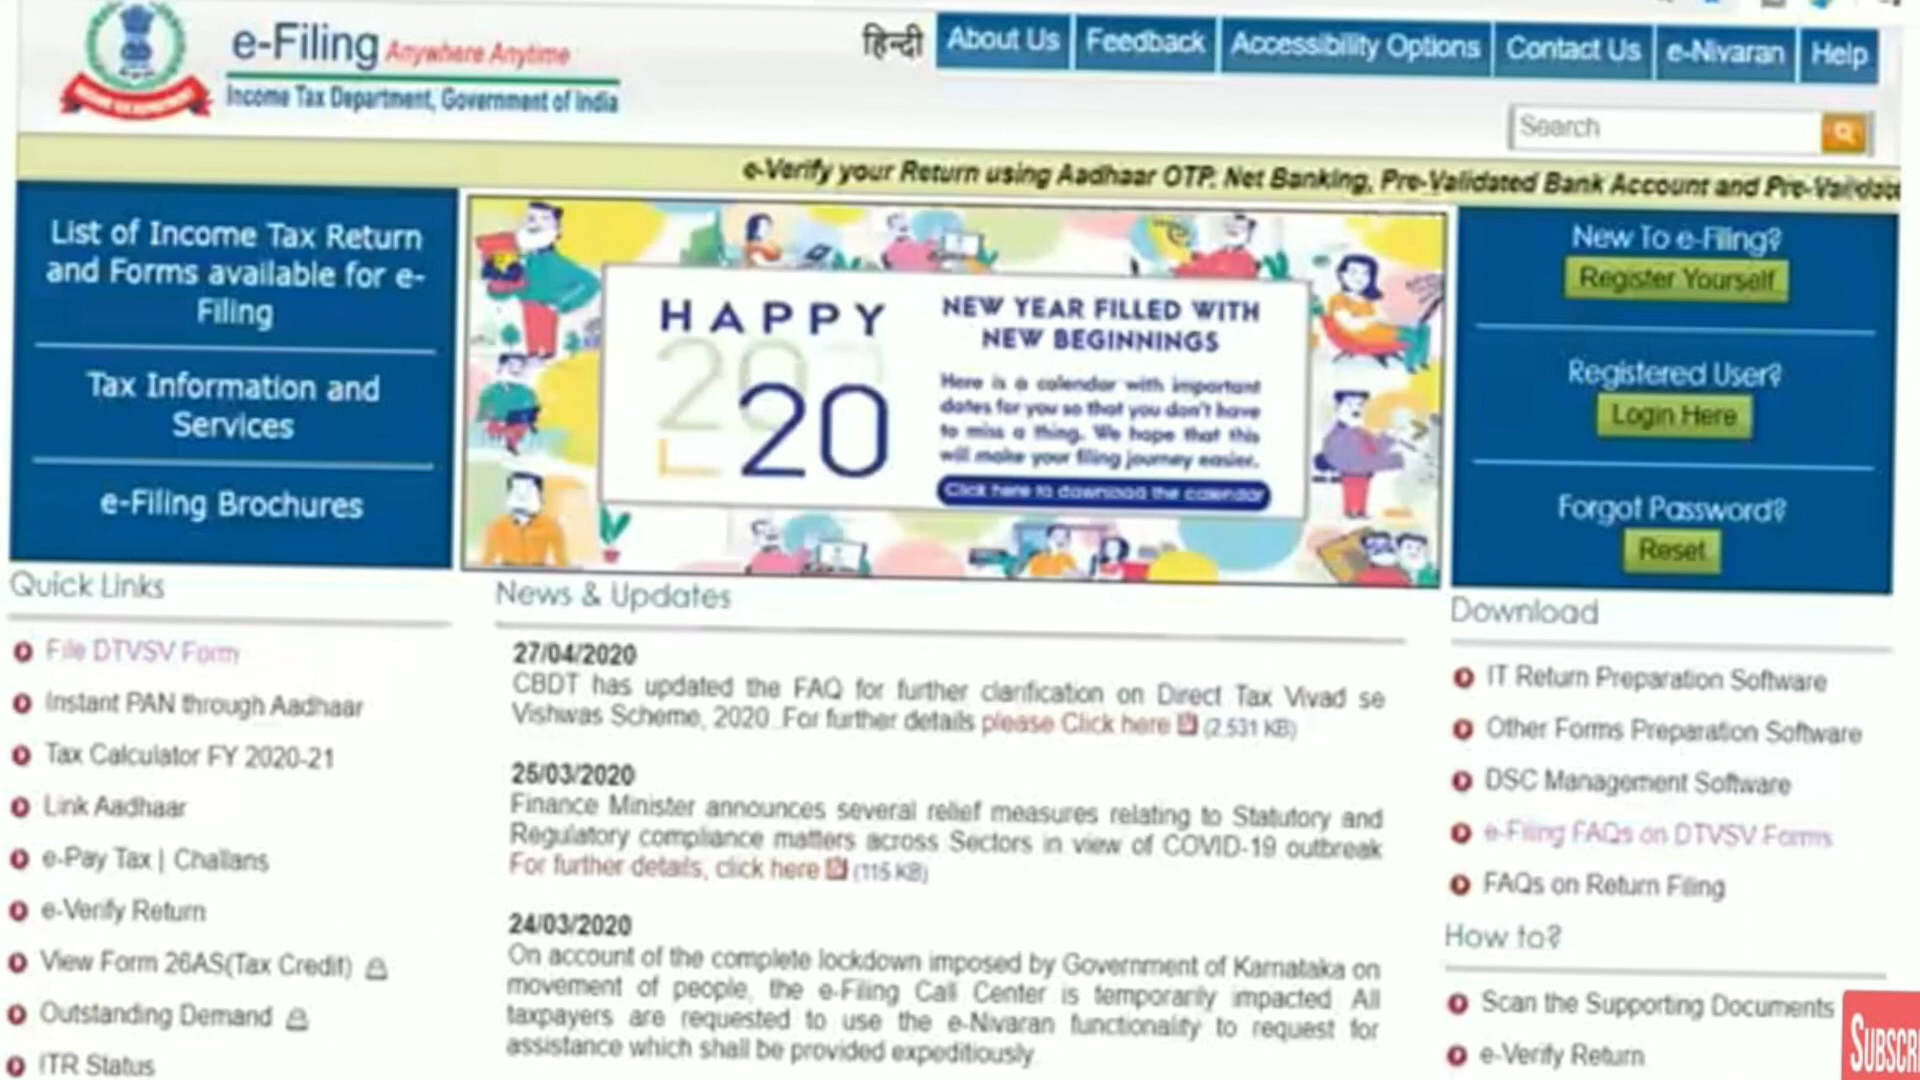 e-Filing Anywhere Anytime
Income Tax Department, Government of India
हिन्दी
About Us
Feedback
Accessibility Options
Contact Us
e-Nivaran
Help
Search
e-Verify your Return using Aadhaar OTP, Net Banking, Pre-Validated Bank Account and Pre-Validate
List of Income Tax Return
and Forms available for e-
Filing
Tax Information and
Services
e-Filing Brochures
HAPPY
20
20
NEW YEAR FILLED WITH
NEW BEGINNINGS
Here is a calendar with important
dates for you so that you don't have
to miss a thing. We hope that this
will make your filing journey easier.
Click here to download the calendar
New To e-Filing?
Register Yourself
Registered User?
Login Here
Forgot Password?
Reset
Quick Links
File DTVSV Form
Instant PAN through Aadhaar
Tax Calculator FY 2020-21
Link Aadhaar
e-Pay Tax | Challans
e-Verify Return
View Form 26AS(Tax Credit)
Outstanding Demand
ITR Status
News & Updates
27/04/2020
CBDT has updated the FAQ for further clarification on Direct Tax Vivad se
Vishwas Scheme, 2020 .For further details please Click here (2,531 KB)
25/03/2020
Finance Minister announces several relief measures relating to Statutory and
Regulatory compliance matters across Sectors in view of COVID-19 outbreak
For further details, click here (115 KB)
24/03/2020
On account of the complete lockdown imposed by Government of Karnataka on
movement of people, the e-Filing Call Center is temporarily impacted. All
taxpayers are requested to use the e-Nivaran functionality to request for
assistance which shall be provided expeditiously.
Download
IT Return Preparation Software
Other Forms Preparation Software
DSC Management Software
e-Filing FAQs on DTVSV Forms
FAQs on Return Filing
How to?
Scan the Supporting Documents
e-Verify Return
SUBSCRI